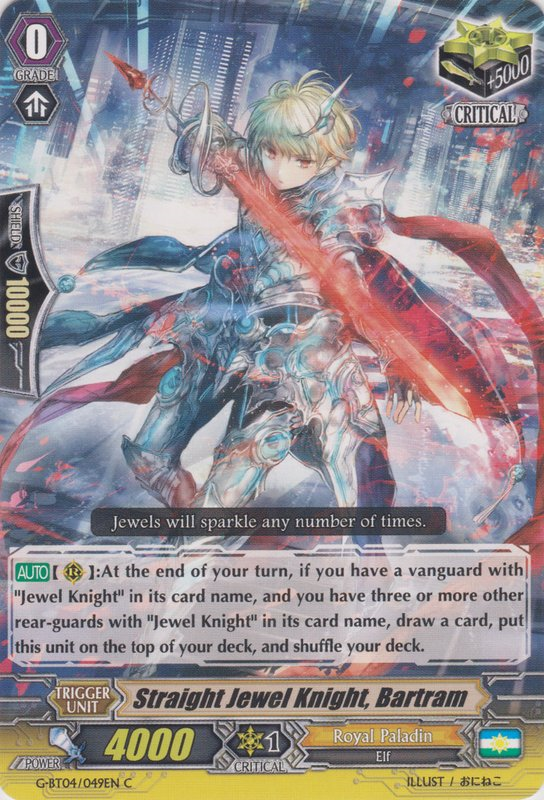 0
GRADE
+5000
CRITICAL
SHIELD
10000
Jewels will sparkle any number of times.
AUTO [ R ]:At the end of your turn, if you have a vanguard with
"Jewel Knight" in its card name, and you have three or more other
rear-guards with "Jewel Knight" in its card name, draw a card, put
this unit on the top of your deck, and shuffle your deck.
TRIGGER
UNIT
Straight Jewel Knight, Bartram
POWER
4000
1
CRITICAL
Royal Paladin
Elf
G-BT04/049EN C
ILLUST / おにねこ